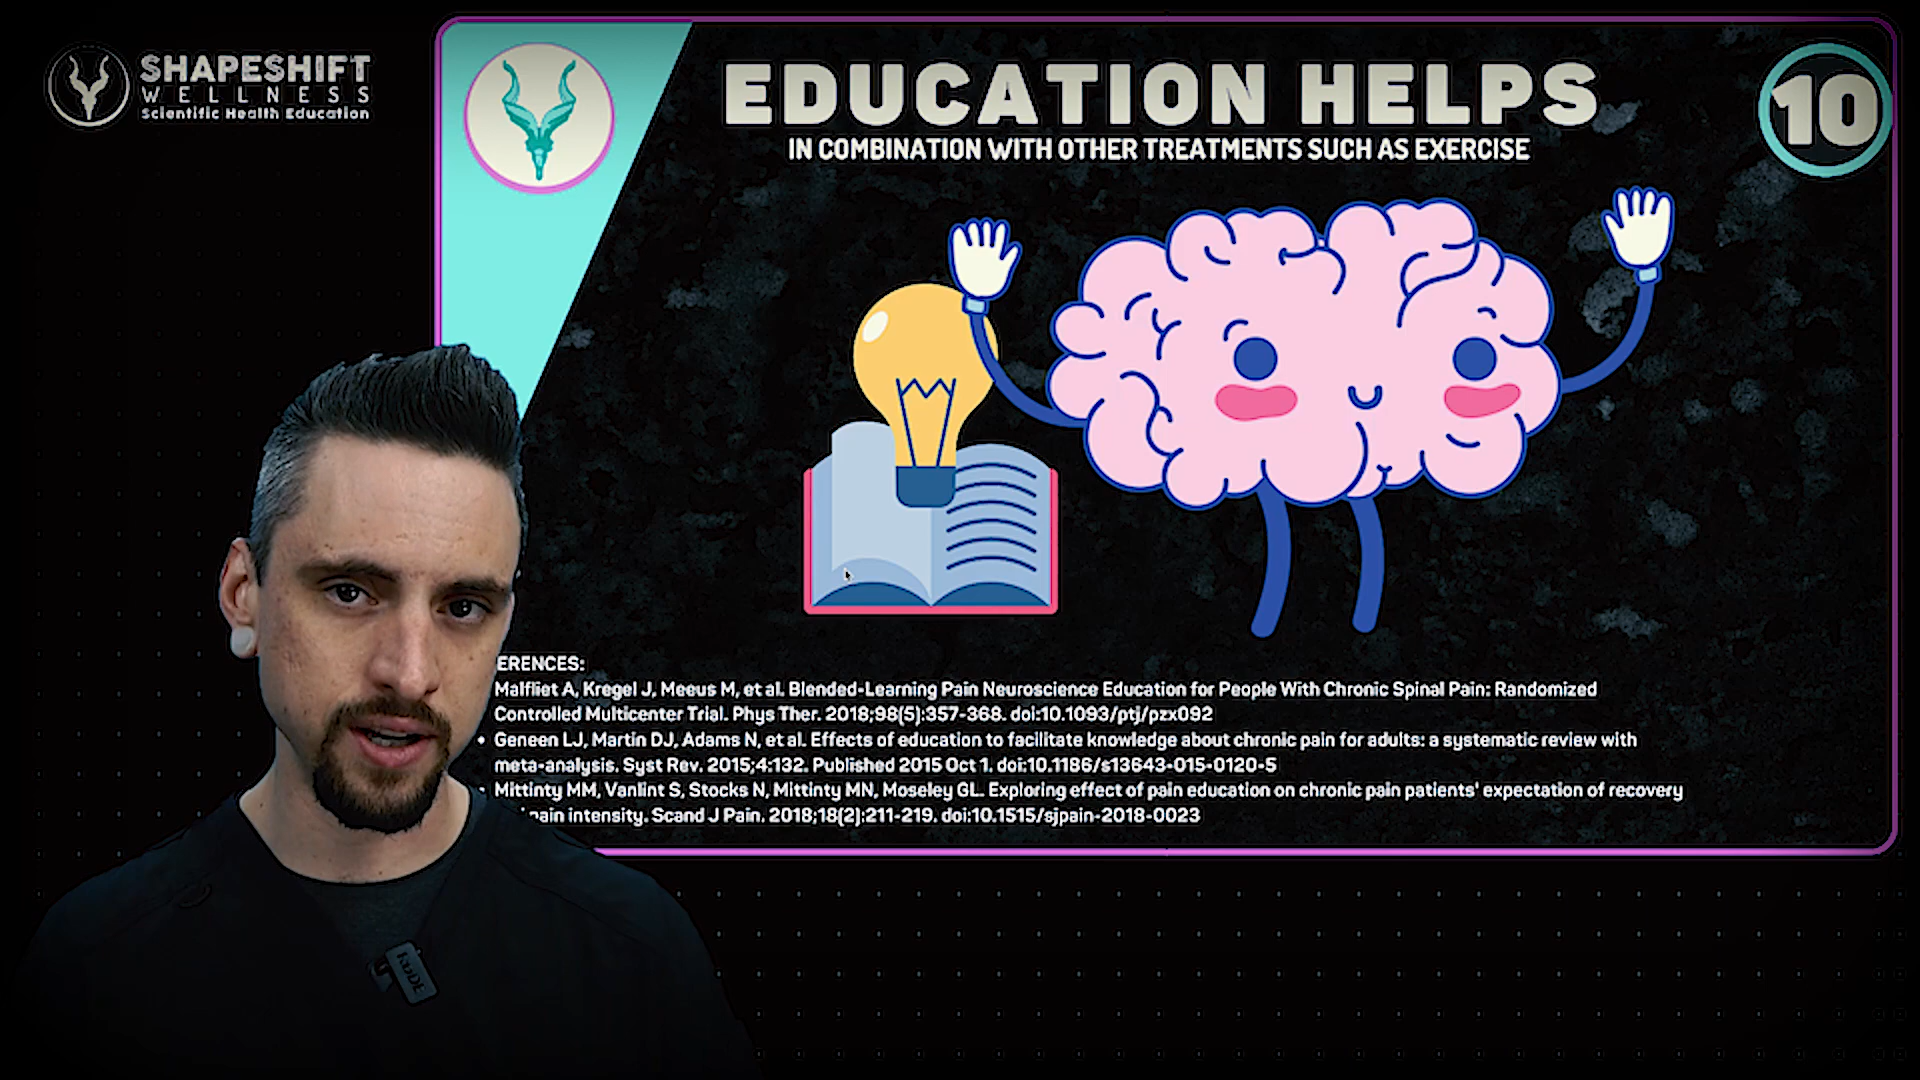 SHAPESHIFT
WELLNESS
Scientific Health Education
EDUCATION HELPS
IN COMBINATION WITH OTHER TREATMENTS SUCH AS EXERCISE
10
ERENCES:
Malfliet A, Kregel J, Meeus M, et al. Blended-Learning Pain Neuroscience Education for People With Chronic Spinal Pain: Randomized
Controlled Multicenter Trial. Phys Ther. 2018;98(5):357-368. doi:10.1093/ptj/pzx092
• Geneen LJ, Martin DJ, Adams N, et al. Effects of education to facilitate knowledge about chronic pain for adults: a systematic review with
meta-analysis. Syst Rev. 2015;4:132. Published 2015 Oct 1. doi:10.1186/s13643-015-0120-5
• Mittinty MM, Vanlint S, Stocks N, Mittinty MN, Moseley GL. Exploring effect of pain education on chronic pain patients' expectation of recovery
pain intensity. Scand J Pain. 2018;18(2):211-219. doi:10.1515/sjpain-2018-0023
RØDE